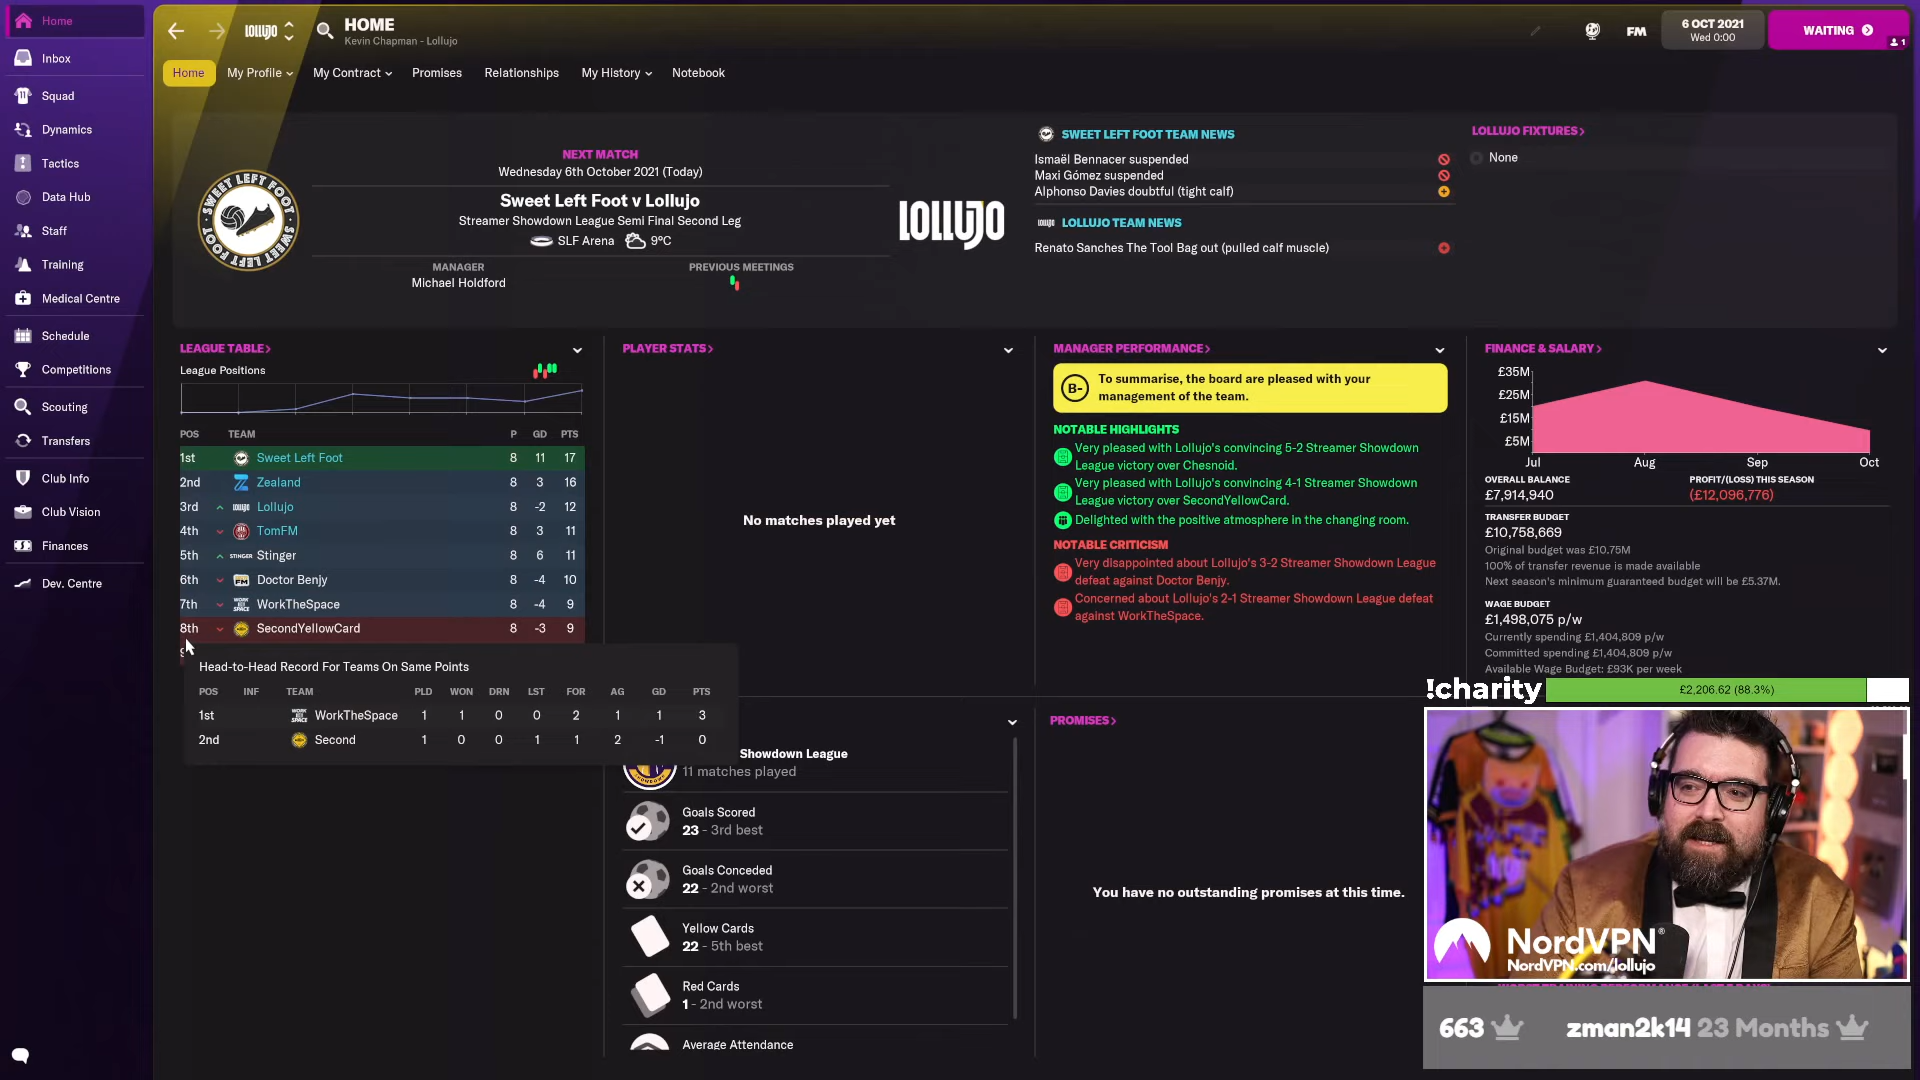 Home
Inbox
Squad
Dynamics
Tactics
Data Hub
Staff
Training
Medical Centre
Schedule
Competitions
Scouting
Transfers
Club Info
Club Vision
Finances
Dev. Centre
LOLLUJO
HOME
Kevin Chapman - Lollujo
FM
6 OCT 2021
Wed 0:00
WAITING
1
Home My Profile My Contract Promises Relationships My History Notebook
SWEET LEFT FOOT SWEET LEFT FOOT
NEXT MATCH
Wednesday 6th October 2021 (Today)
Sweet Left Foot v Lollujo
Streamer Showdown League Semi Final Second Leg
SLF Arena 9°C
MANAGER
Michael Holdford
PREVIOUS MEETINGS
LOLLUJO
SWEET LEFT FOOT TEAM NEWS
Ismaël Bennacer suspended
Maxi Gómez suspended
Alphonso Davies doubtful (tight calf)
LOLLUJO TEAM NEWS
Renato Sanches The Tool Bag out (pulled calf muscle)
LOLLUJO FIXTURES>
None
LEAGUE TABLE>
League Positions
POS TEAM P GD PTS
1st Sweet Left Foot 8 11 17
2nd Zealand 8 3 16
3rd LOLLUJO Lollujo 8 -2 12
4th TomFM 8 3 11
5th STINGER Stinger 8 6 11
6th FM Doctor Benjy 8 -4 10
7th WORK THE SPACE WorkTheSpace 8 -4 9
8th SecondYellowCard 8 -3 9
Head-to-Head Record For Teams On Same Points
POS INF TEAM PLD WON DRN LST FOR AG GD PTS
1st WORK THE SPACE WorkTheSpace 1 1 0 0 2 1 1 3
2nd Second 1 0 0 1 1 2 -1 0
PLAYER STATS>
No matches played yet
Showdown League
11 matches played
Goals Scored
23 - 3rd best
Goals Conceded
22 - 2nd worst
Yellow Cards
22 - 5th best
Red Cards
1 - 2nd worst
Average Attendance
MANAGER PERFORMANCE>
B-
To summarise, the board are pleased with your
management of the team.
NOTABLE HIGHLIGHTS
Very pleased with Lollujo's convincing 5-2 Streamer Showdown
League victory over Chesnoid.
Very pleased with Lollujo's convincing 4-1 Streamer Showdown
League victory over SecondYellowCard.
Delighted with the positive atmosphere in the changing room.
NOTABLE CRITICISM
Very disappointed about Lollujo's 3-2 Streamer Showdown League
defeat against Doctor Benjy.
Concerned about Lollujo's 2-1 Streamer Showdown League defeat
against WorkTheSpace.
PROMISES>
You have no outstanding promises at this time.
FINANCE & SALARY>
£35M
£25M
£15M
£5M
Jul Aug Sep Oct
OVERALL BALANCE
£7,914,940
PROFIT/(LOSS) THIS SEASON
(£12,096,776)
TRANSFER BUDGET
£10,758,669
Original budget was £10.75M
100% of transfer revenue is made available
Next season's minimum guaranteed budget will be £5.37M.
WAGE BUDGET
£1,498,075 p/w
Currently spending £1,404,809 p/w
Committed spending £1,404,809 p/w
Available Wage Budget: £93K per week
!charity
£2,206.62 (88.3%)
NordVPN®
NordVPN.com/lollujo
663 zman2k14 23 Months